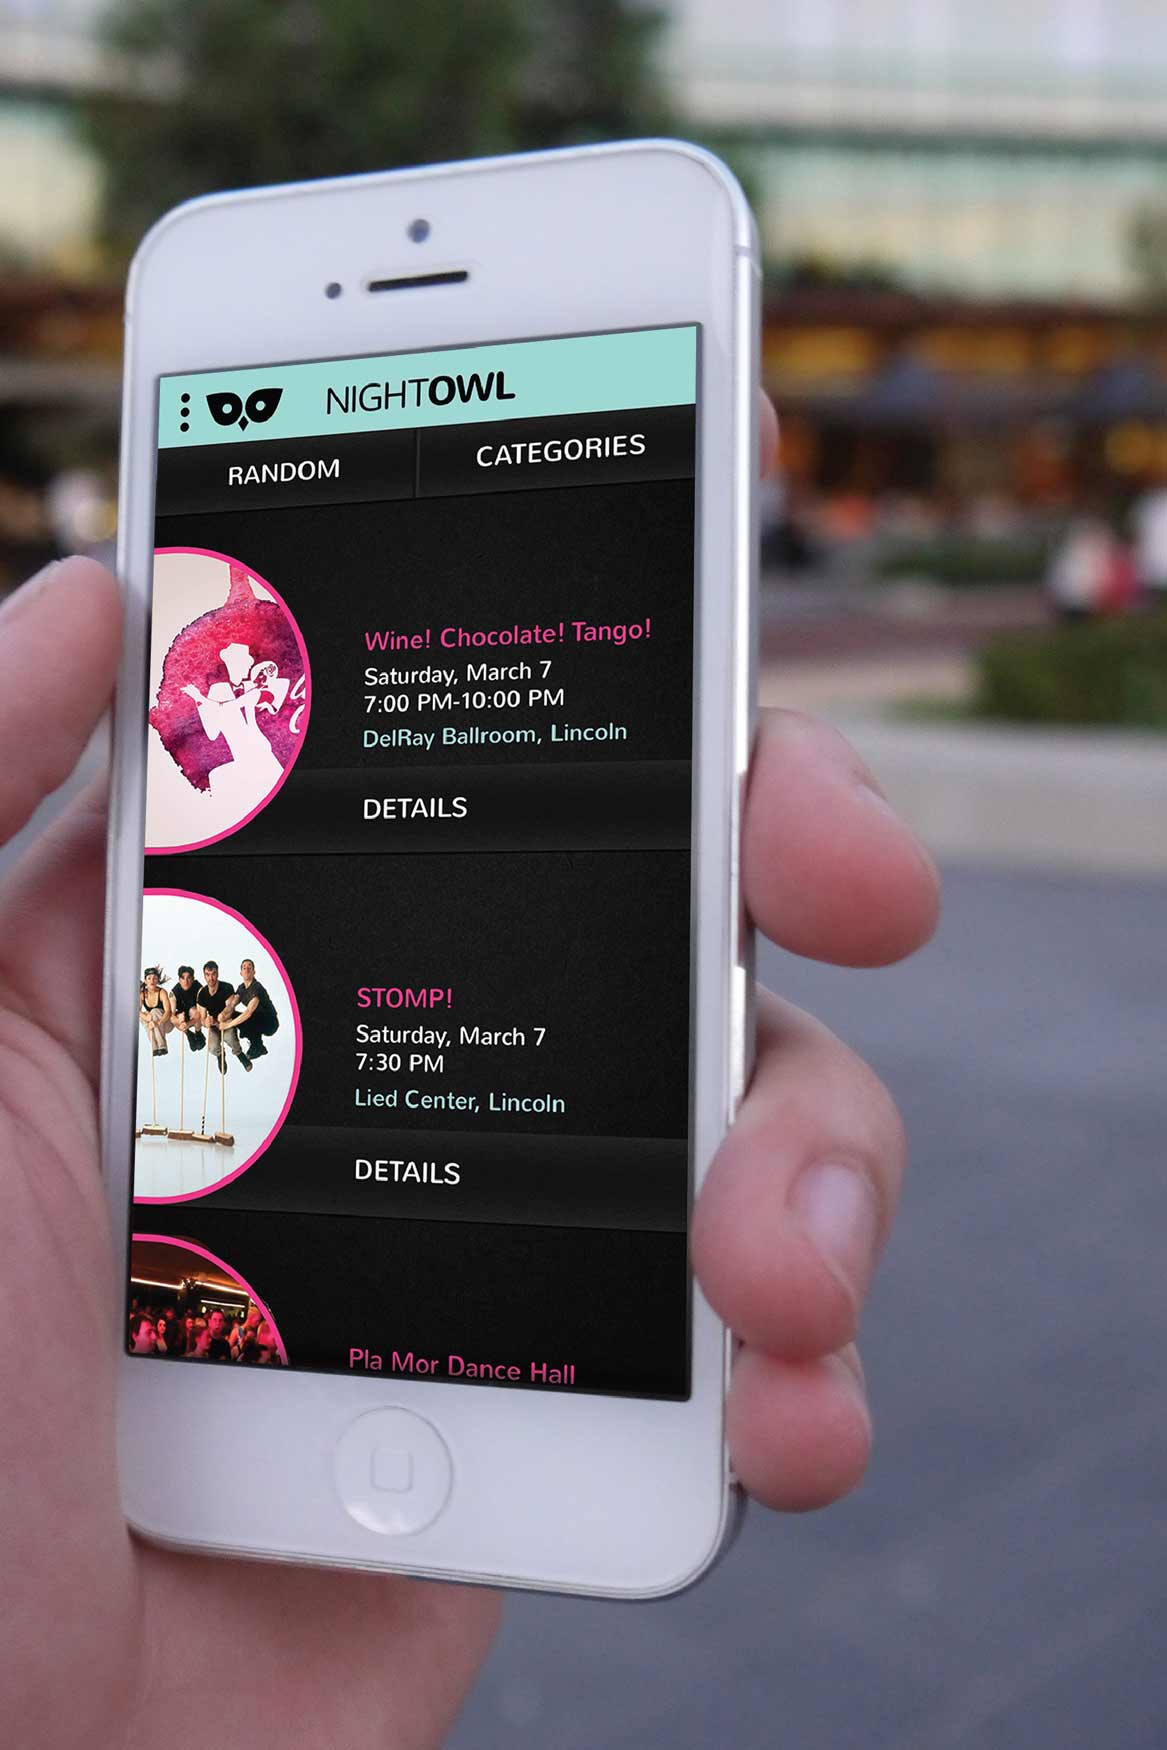 NIGHTOWL
RANDOM
CATEGORIES
Wine! Chocolate! Tango!
Saturday, March 7
7:00 PM-10:00 PM
DelRay Ballroom, Lincoln
DETAILS
STOMP!
Saturday, March 7
7:30 PM
Lied Center, Lincoln
DETAILS
Pla Mor Dance Hall